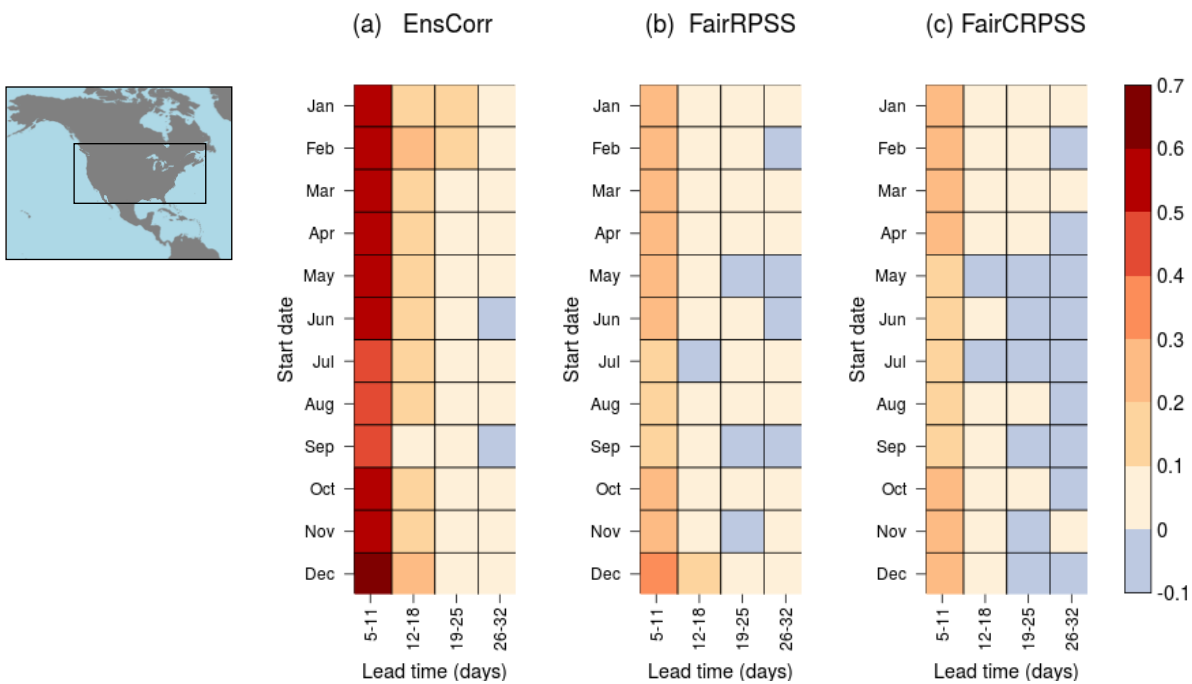 (a) EnsCorr
(b) FairRPSS
(c) FairCRPSS
Start date
Jan
Feb
Mar
Apr
May
Jun
Jul
Aug
Sep
Oct
Nov
Dec
5-11
12-18
19-25
26-32
Lead time (days)
Start date
Jan
Feb
Mar
Apr
May
Jun
Jul
Aug
Sep
Oct
Nov
Dec
5-11
12-18
19-25
26-32
Lead time (days)
Start date
Jan
Feb
Mar
Apr
May
Jun
Jul
Aug
Sep
Oct
Nov
Dec
5-11
12-18
19-25
26-32
Lead time (days)
0.7
0.6
0.5
0.4
0.3
0.2
0.1
0
-0.1